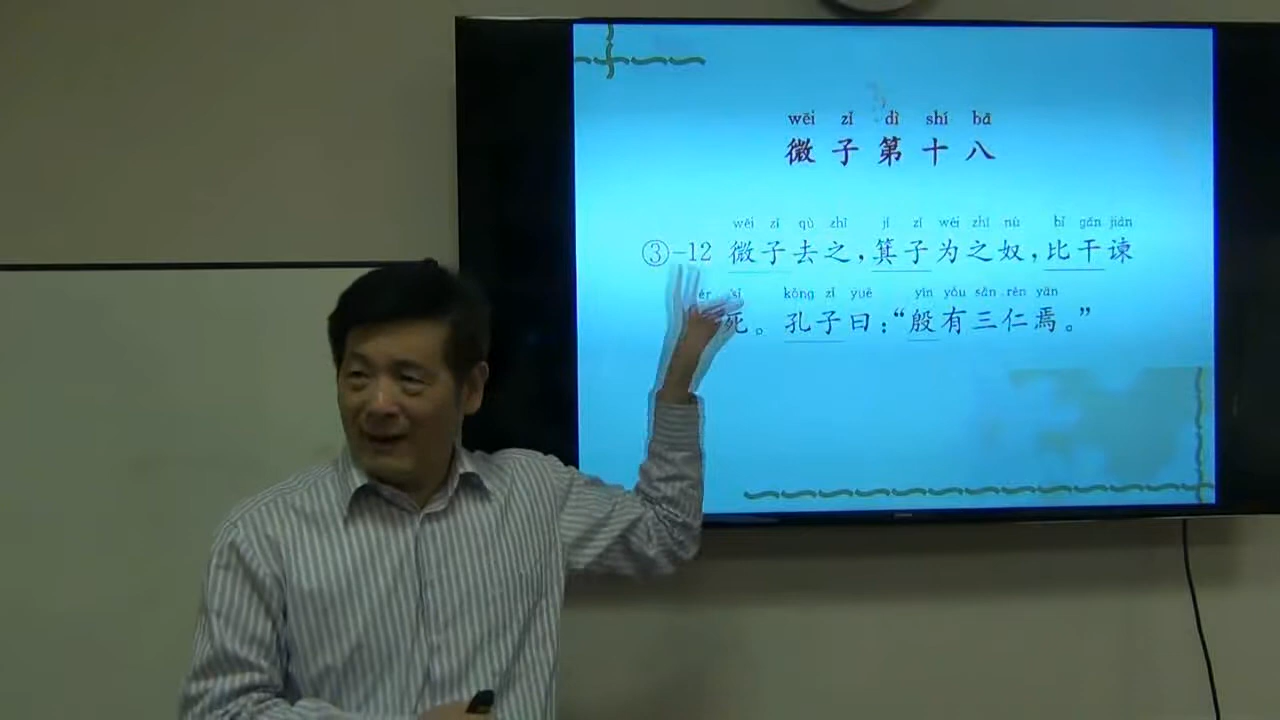 wēi zǐ dì shí bā
微子第十八
wēi zǐ qù zhī jī zǐ wéi zhī nú bǐ gān jiàn
③-12 微子去之，箕子为之奴，比干谏
ér sǐ kǒng zǐ yuē yīn yǒu sān rén yān
死。孔子曰：“殷有三仁焉。”